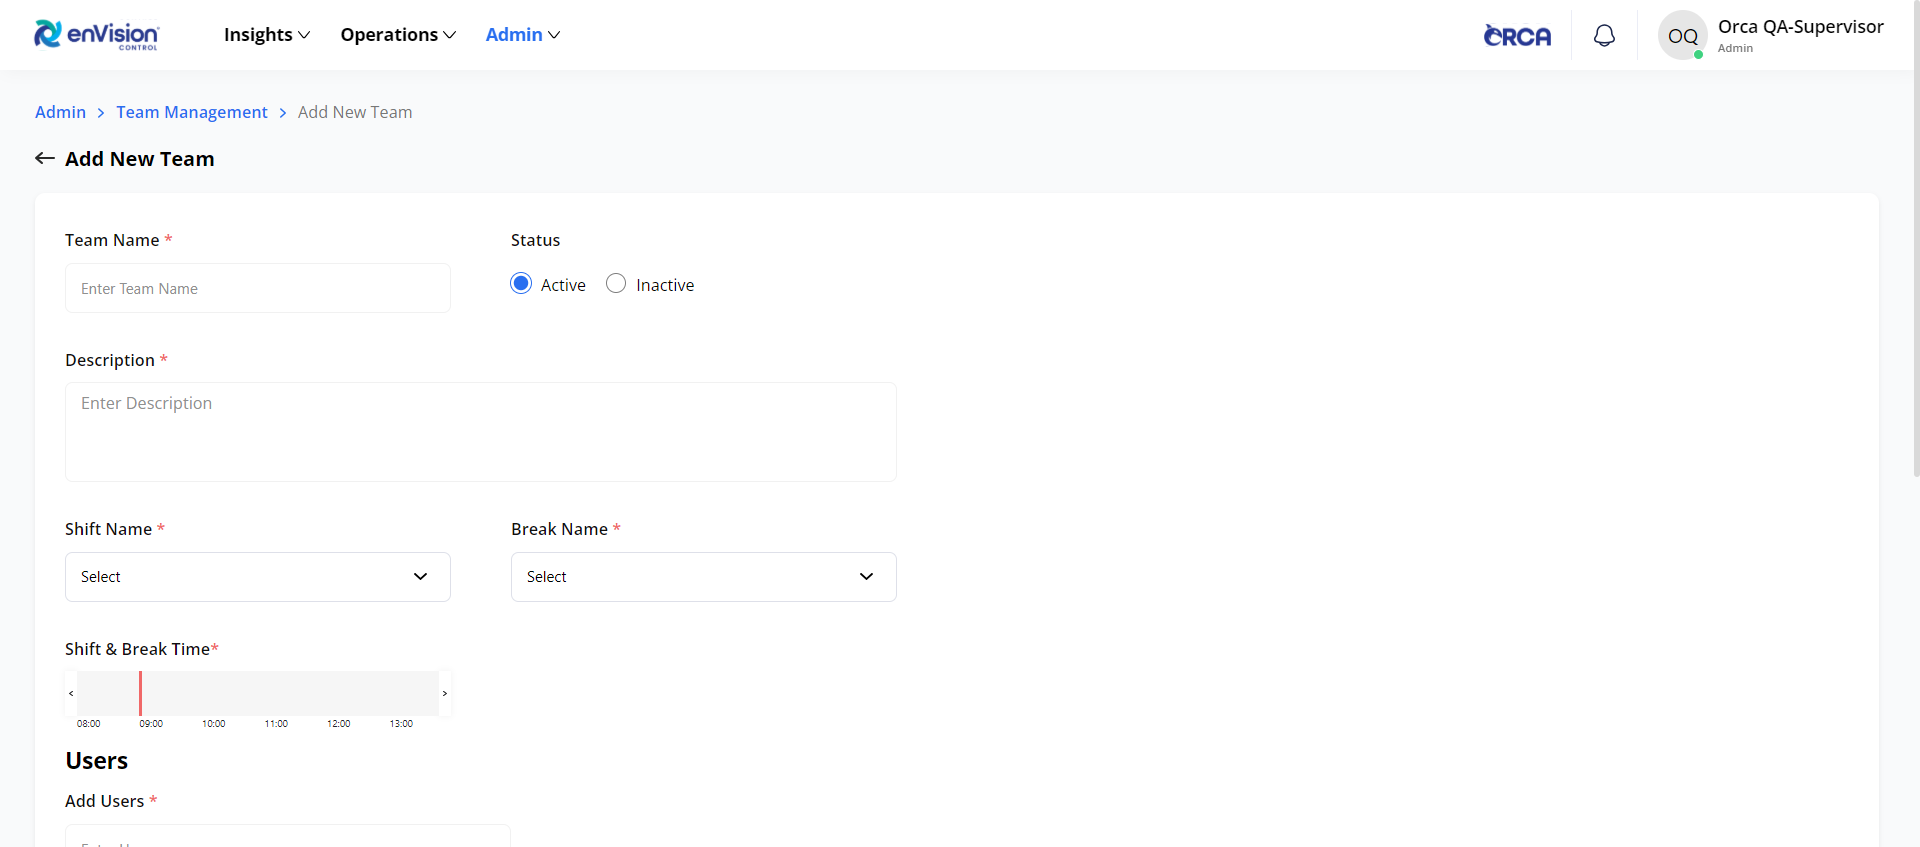 enVision CONTROL
Insights Operations Admin
ORCA
OQ
Orca QA-Supervisor
Admin
Admin > Team Management > Add New Team
Add New Team
Team Name *
Status
Enter Team Name
Active
Inactive
Description *
Enter Description
Shift Name *
Break Name *
Select
Select
Shift & Break Time*
< >
08:00 09:00 10:00 11:00 12:00 13:00
Users
Add Users *